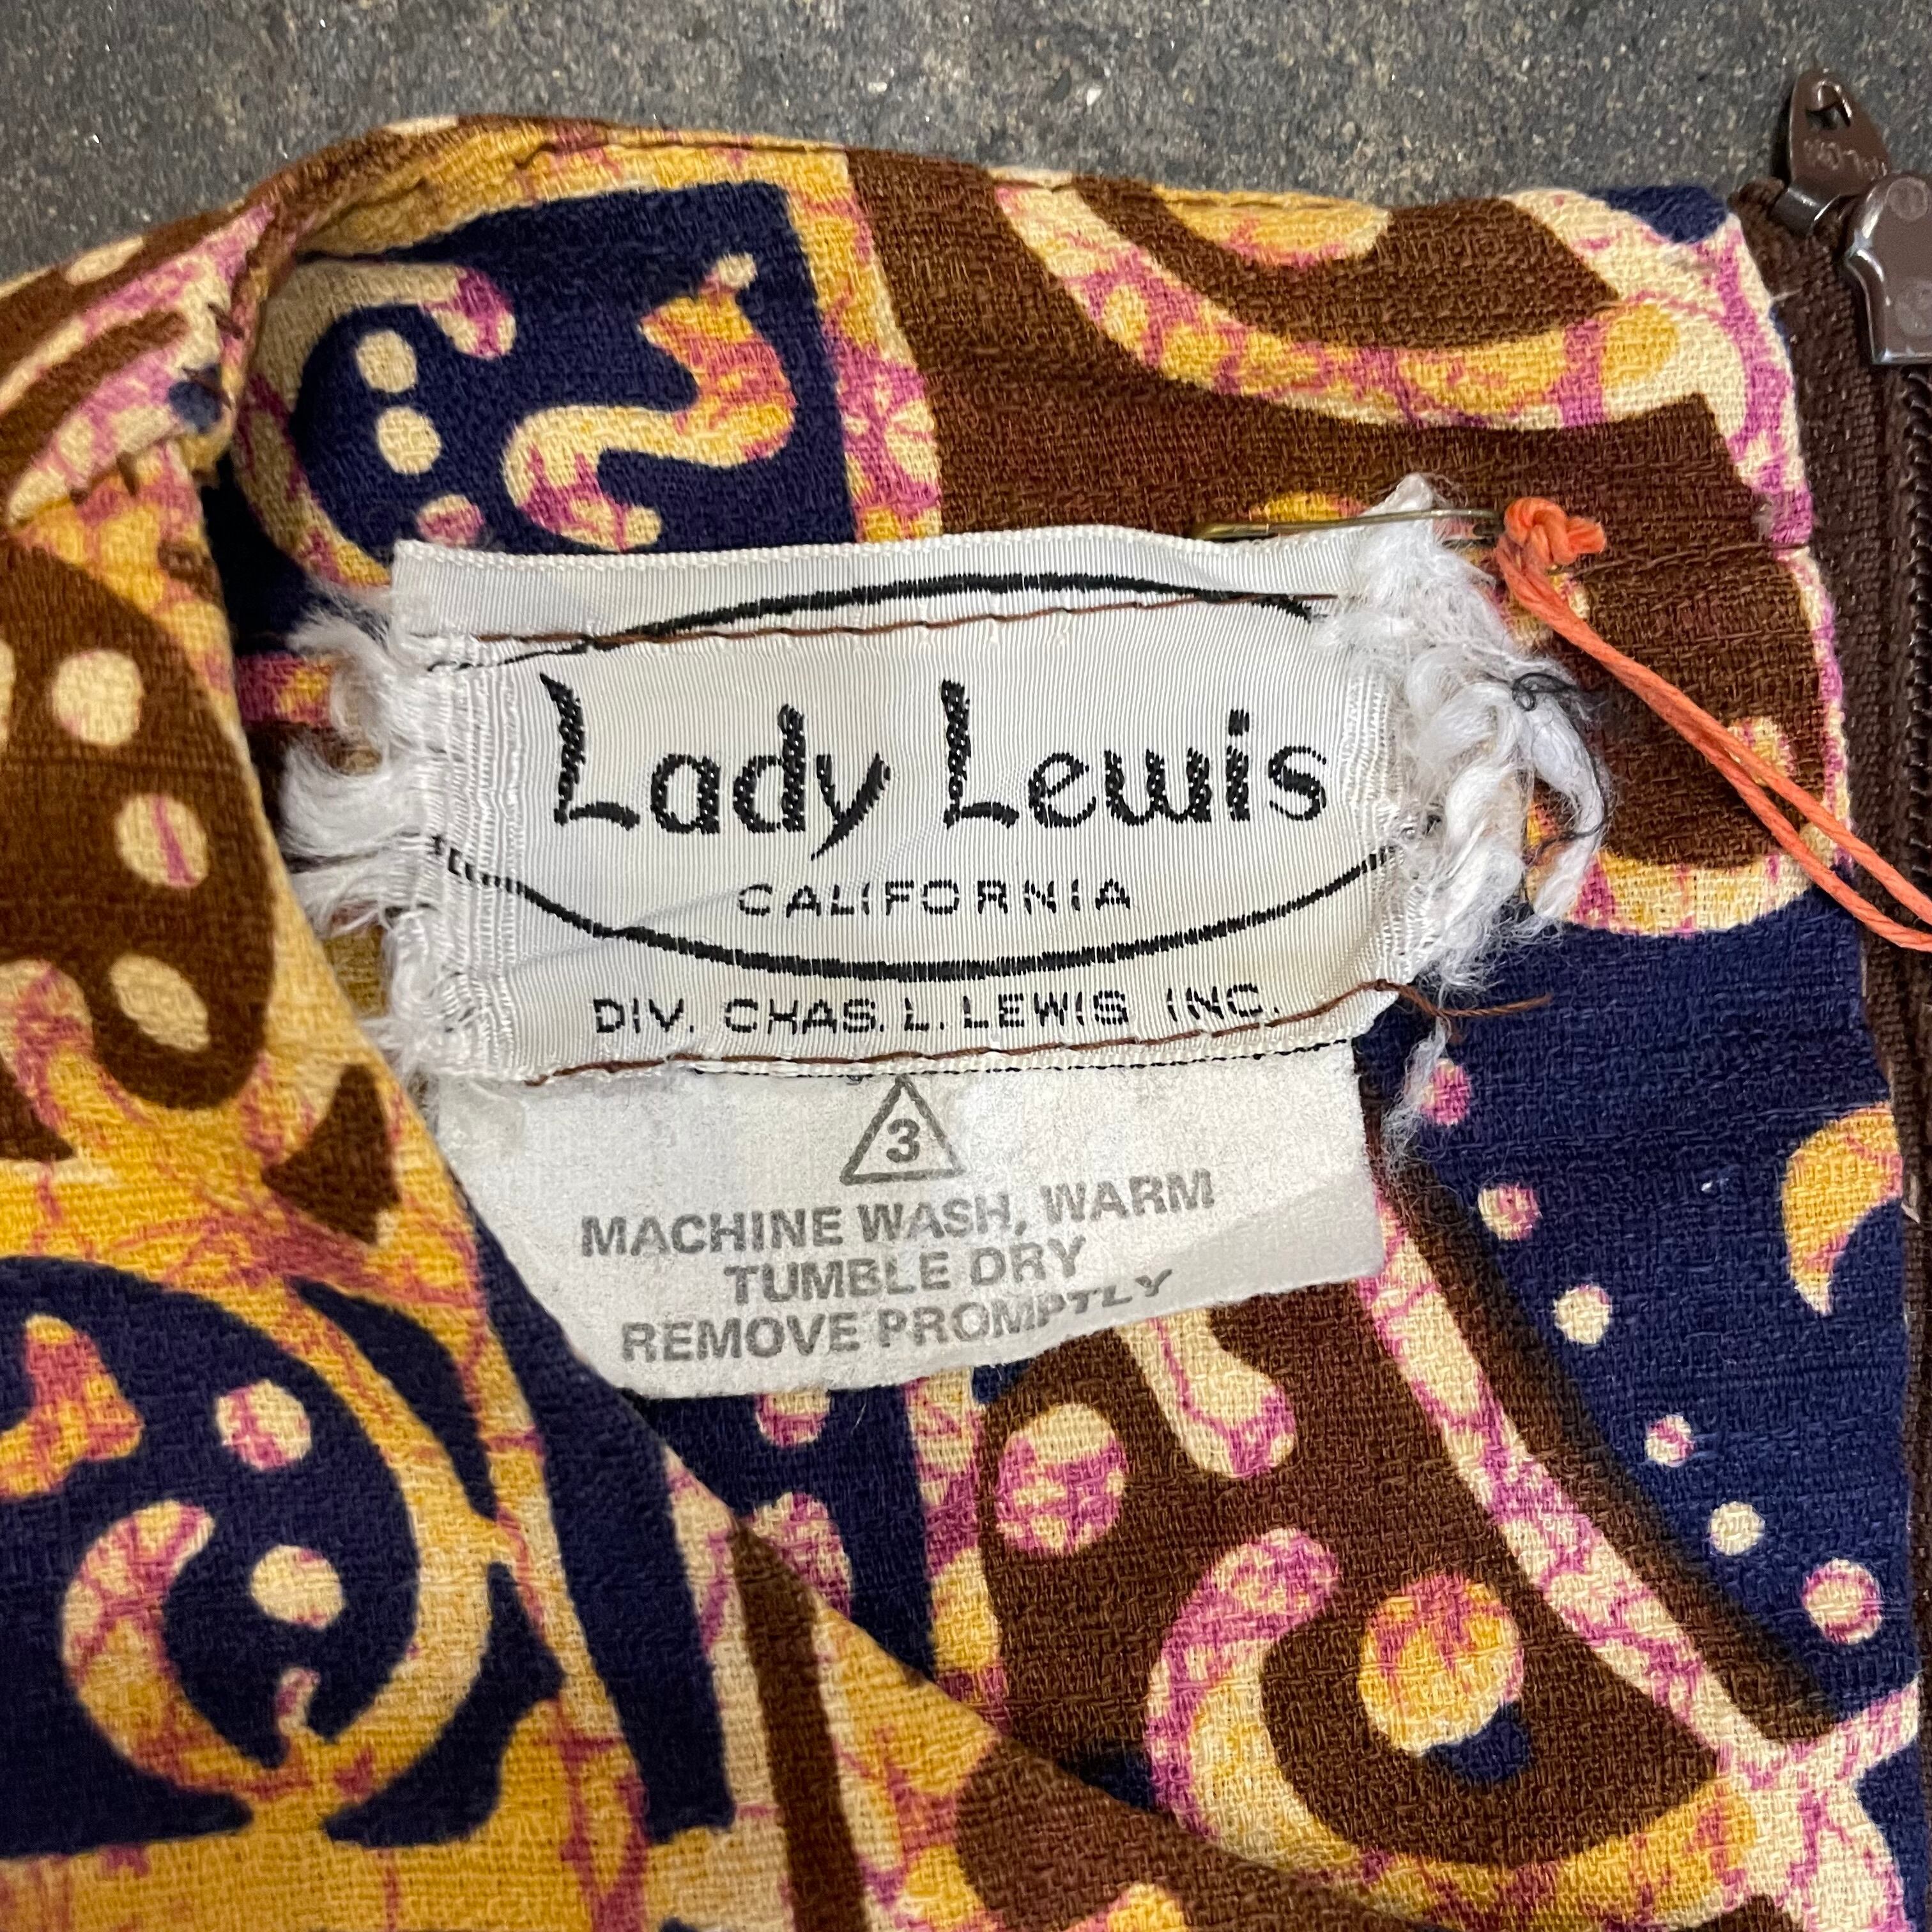 Lady Lewis
CALIFORNIA
DIV. CHAS. L. LEWIS INC.
3
MACHINE WASH, WARM
TUMBLE DRY
REMOVE PROMPTLY